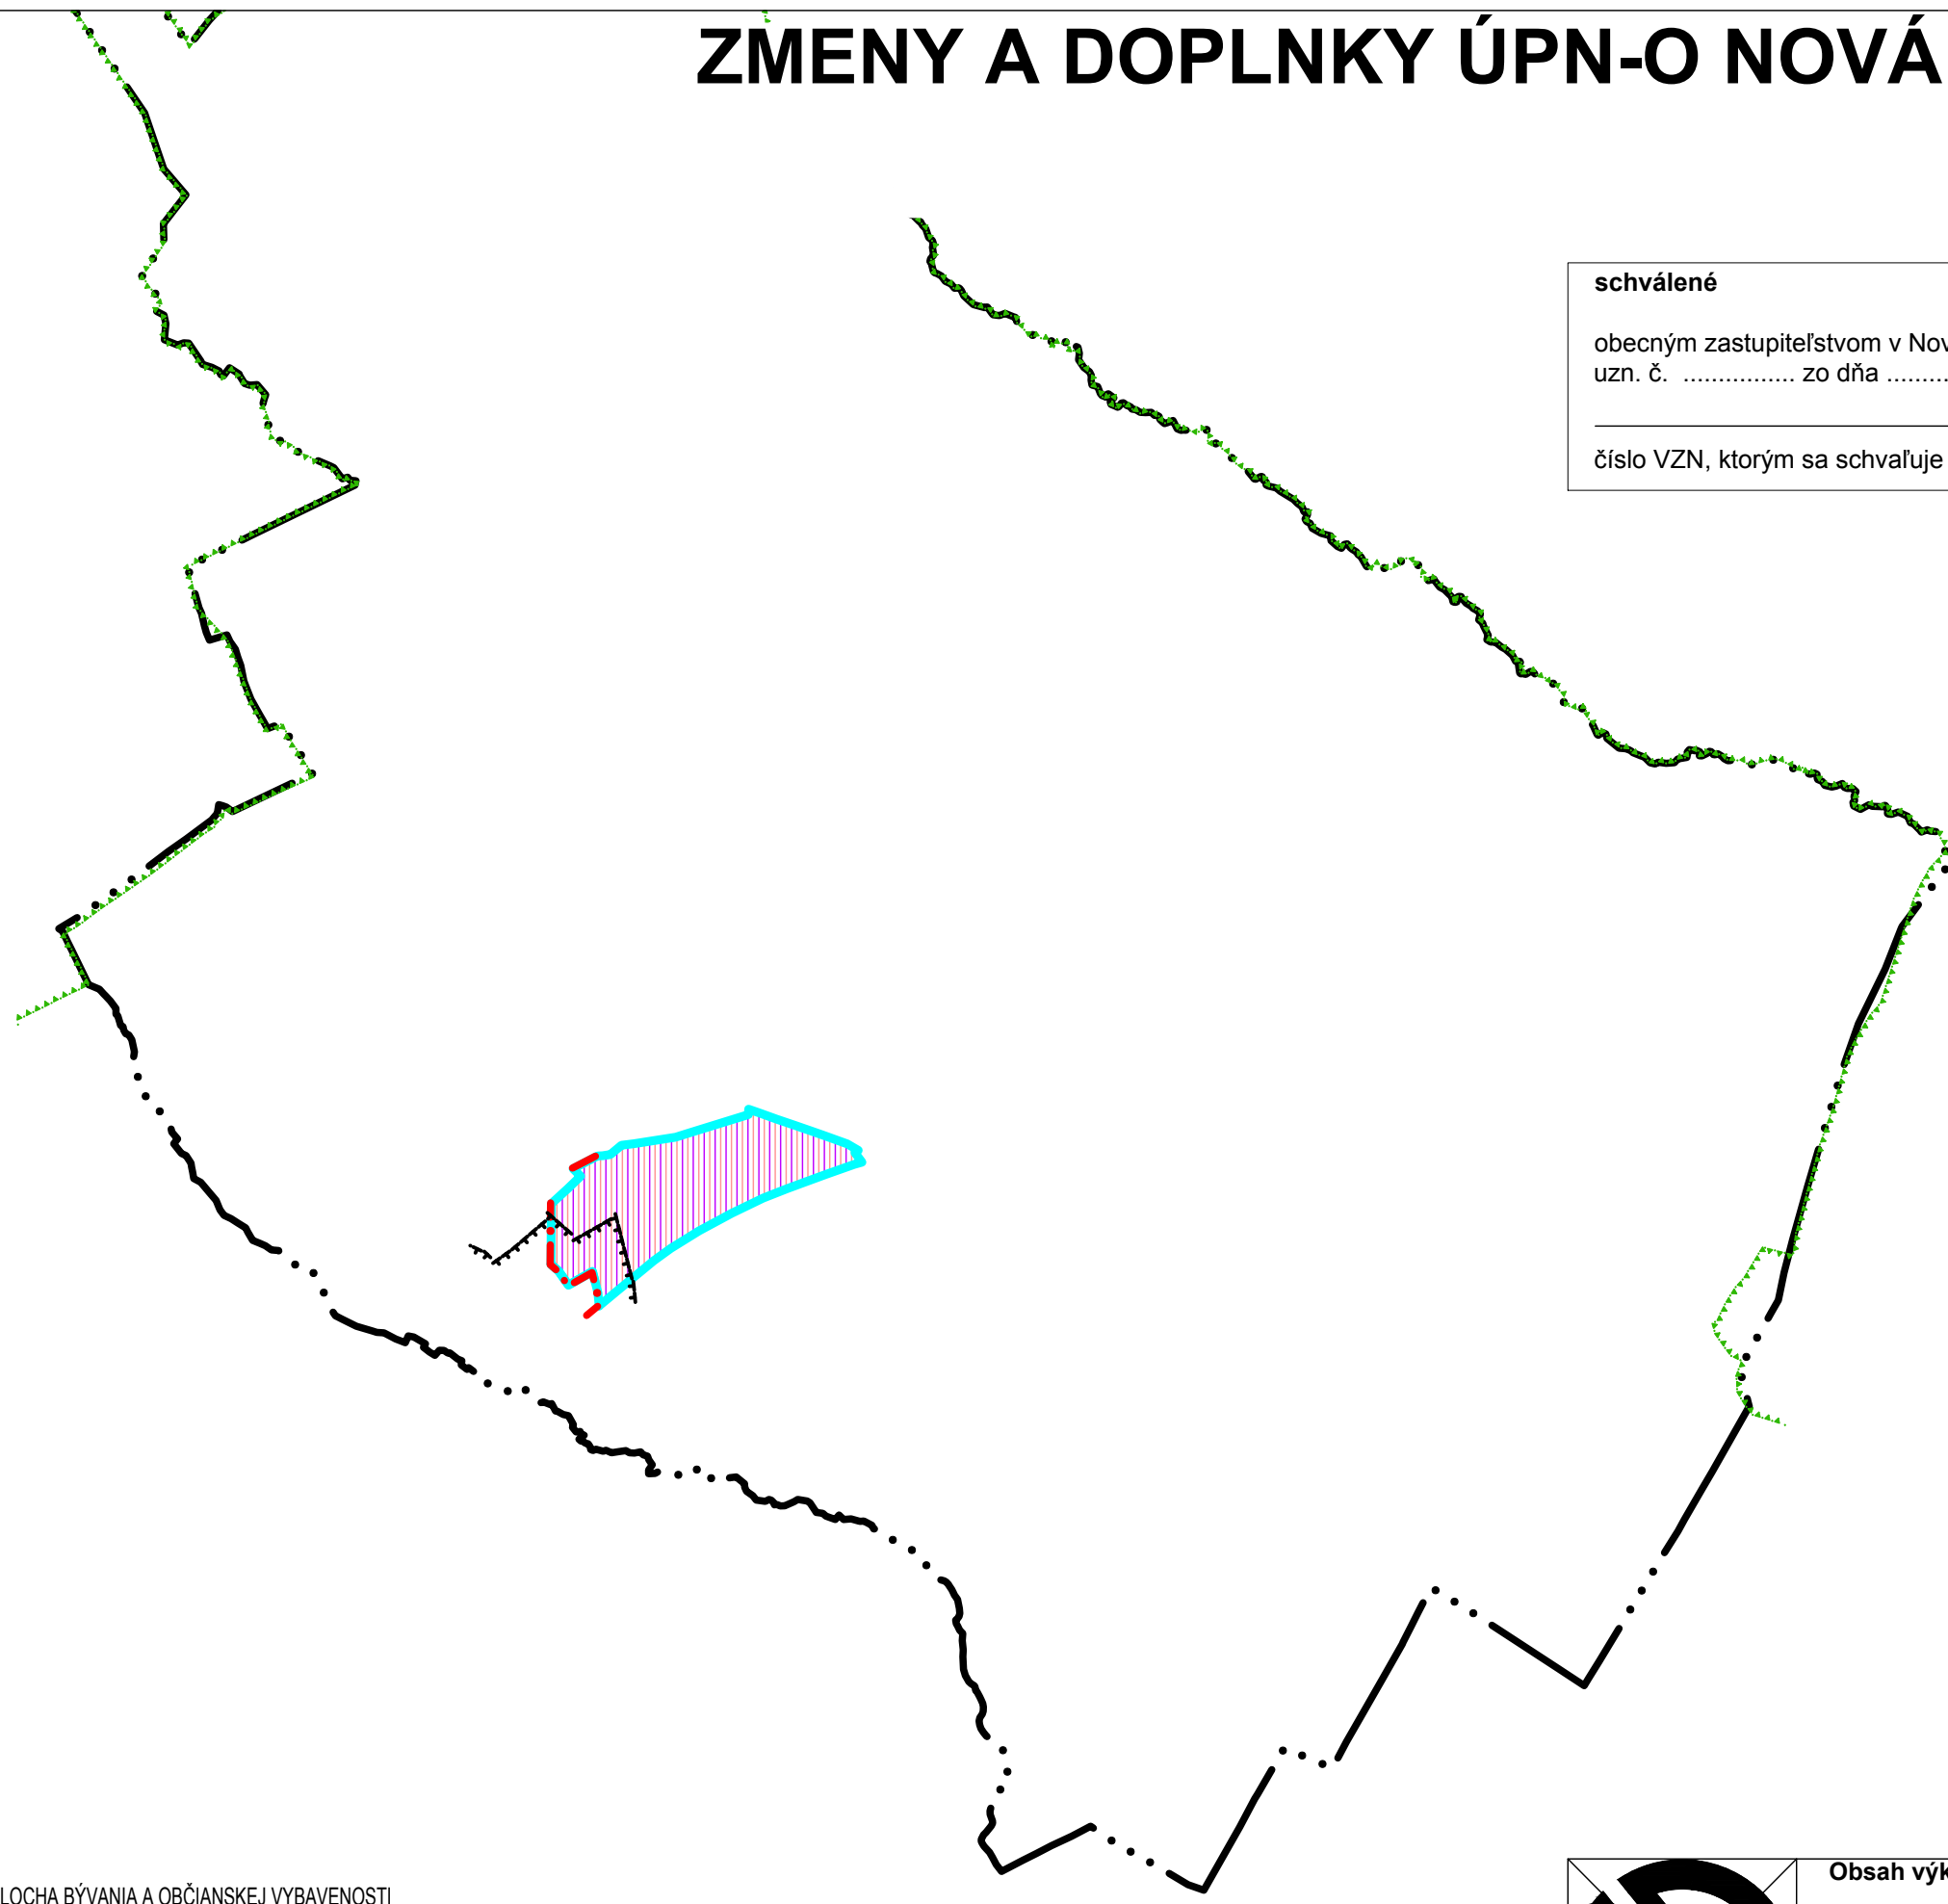 ZMENY A DOPLNKY ÚPN-O NOVÁ
schválené
obecným zastupiteľstvom v Nov
uzn. č. ................ zo dňa .........
číslo VZN, ktorým sa schvaľuje
LOCHA BÝVANIA A OBČIANSKEJ VYBAVENOSTI
Obsah výk